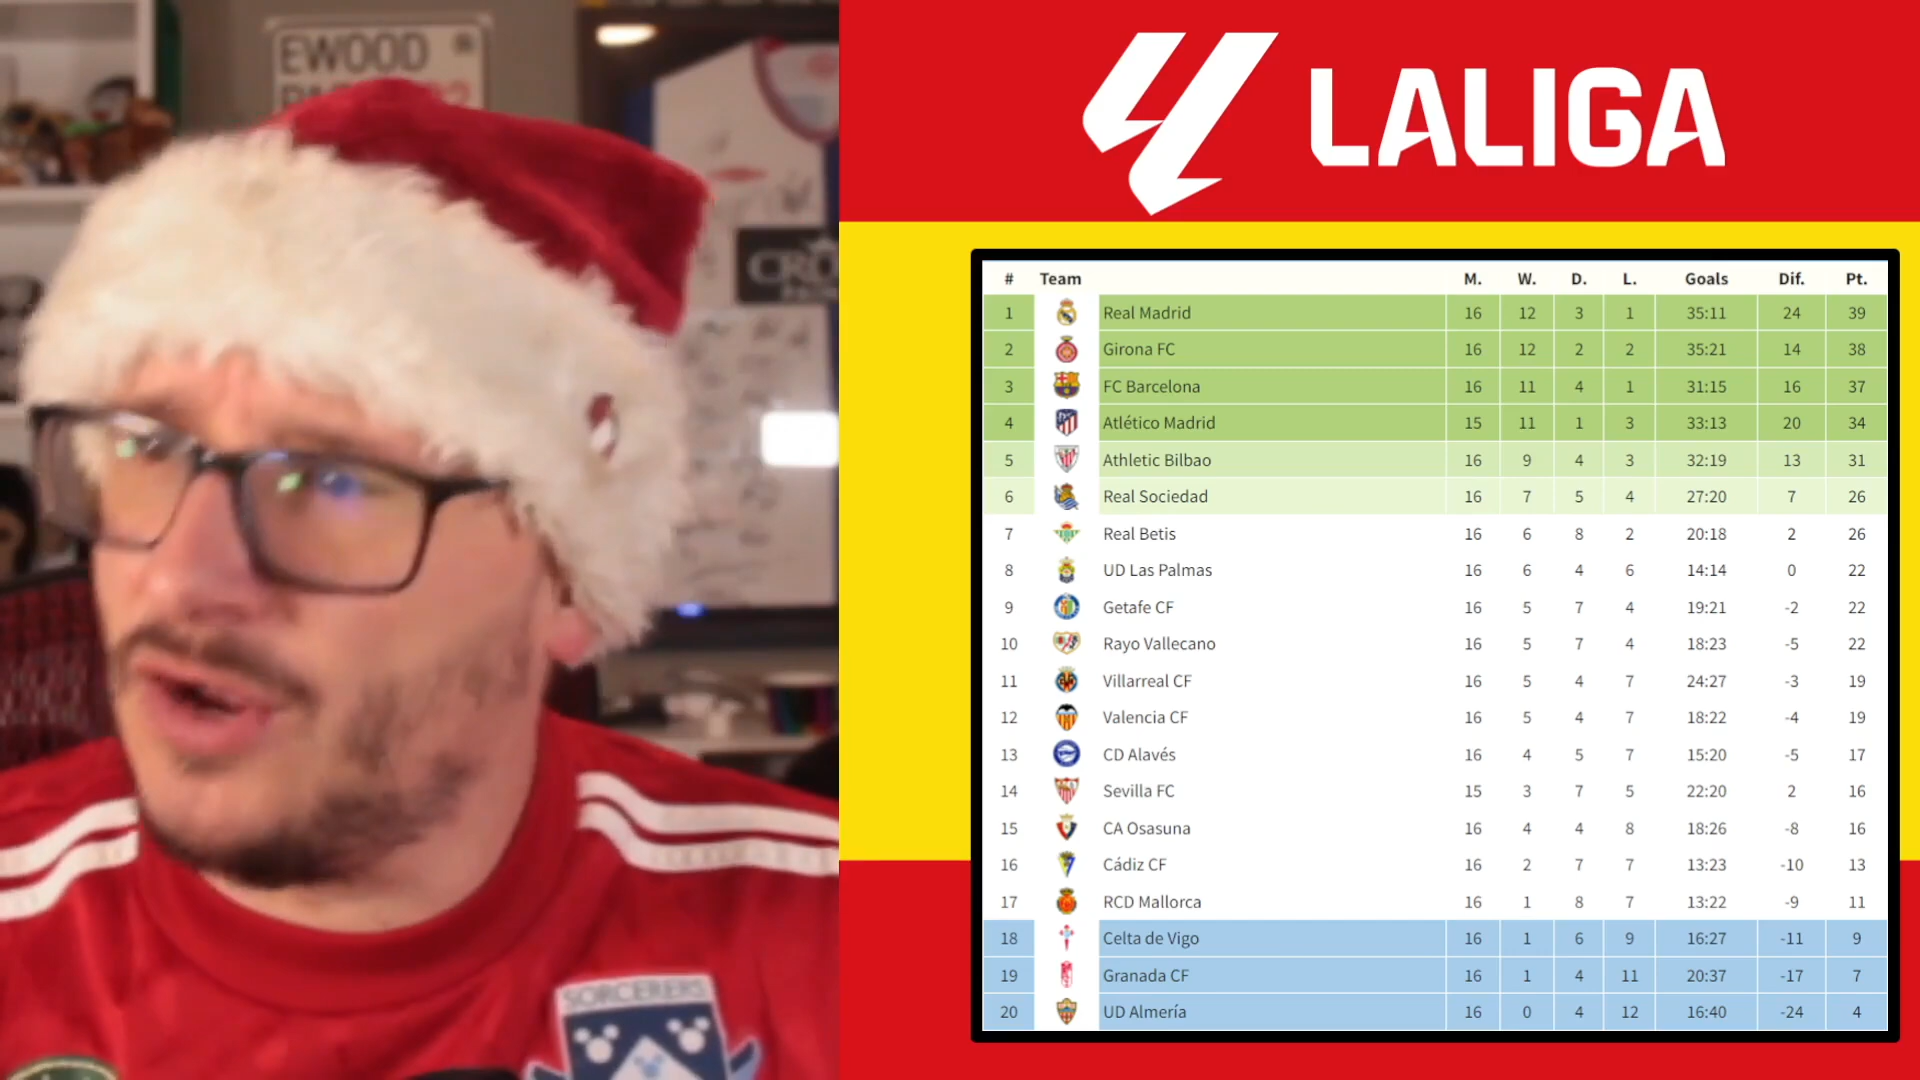 EWOOD
LALIGA
# Team M. W. D. L. Goals Dif. Pt.
1 Real Madrid 16 12 3 1 35:11 24 39
2 Girona FC 16 12 2 2 35:21 14 38
3 FC Barcelona 16 11 4 1 31:15 16 37
4 Atlético Madrid 15 11 1 3 33:13 20 34
5 Athletic Bilbao 16 9 4 3 32:19 13 31
6 Real Sociedad 16 7 5 4 27:20 7 26
7 Real Betis 16 6 8 2 20:18 2 26
8 UD Las Palmas 16 6 4 6 14:14 0 22
9 Getafe CF 16 5 7 4 19:21 -2 22
10 Rayo Vallecano 16 5 7 4 18:23 -5 22
11 Villarreal CF 16 5 4 7 24:27 -3 19
12 Valencia CF 16 5 4 7 18:22 -4 19
13 CD Alavés 16 4 5 7 15:20 -5 17
14 Sevilla FC 15 3 7 5 22:20 2 16
15 CA Osasuna 16 4 4 8 18:26 -8 16
16 Cádiz CF 16 2 7 7 13:23 -10 13
17 RCD Mallorca 16 1 8 7 13:22 -9 11
18 Celta de Vigo 16 1 6 9 16:27 -11 9
19 Granada CF 16 1 4 11 20:37 -17 7
20 UD Almería 16 0 4 12 16:40 -24 4
SORCERERS